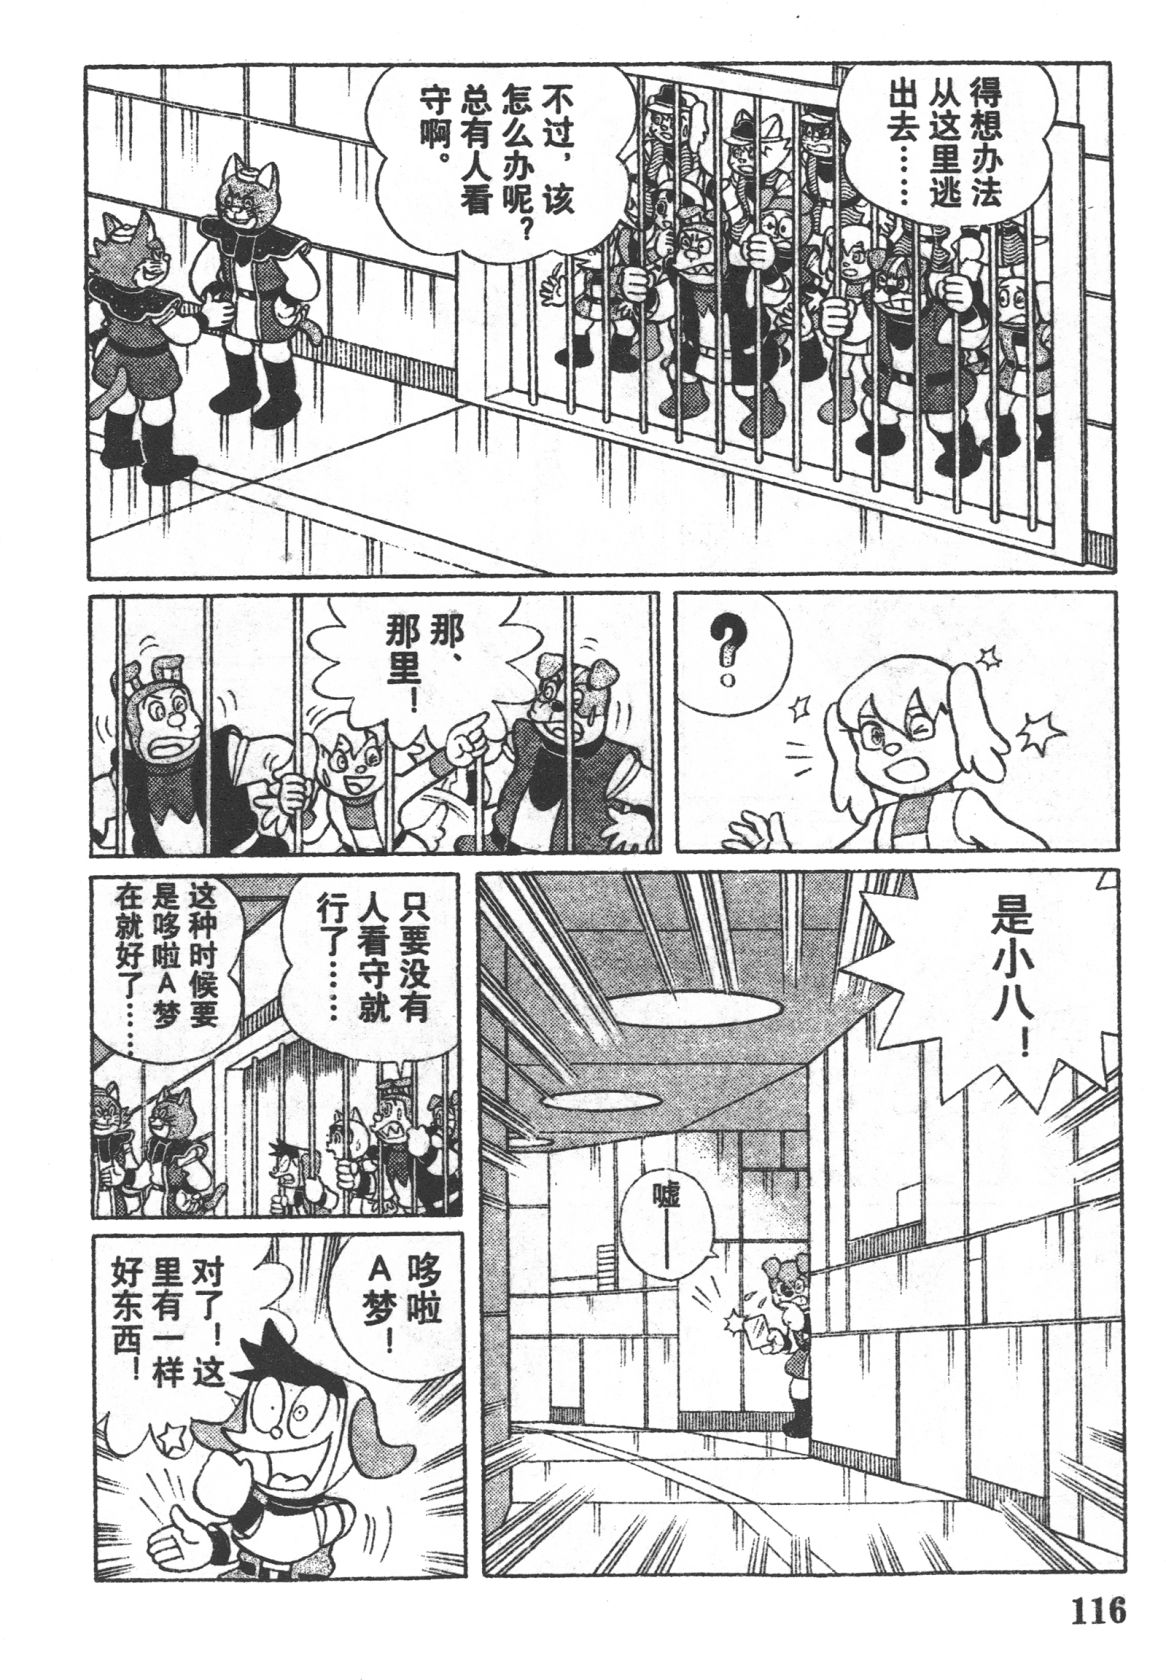 得想办法
从这里逃
出去……
不过，该
怎么办呢？
总有人看
守啊。
？
那、
那里！
是小八！
嘘——
只要没有
人看守就
行了……
这种时候要
是哆啦A梦
在就好了……
哆啦
A梦！
对了！这
里有一样
好东西！
116